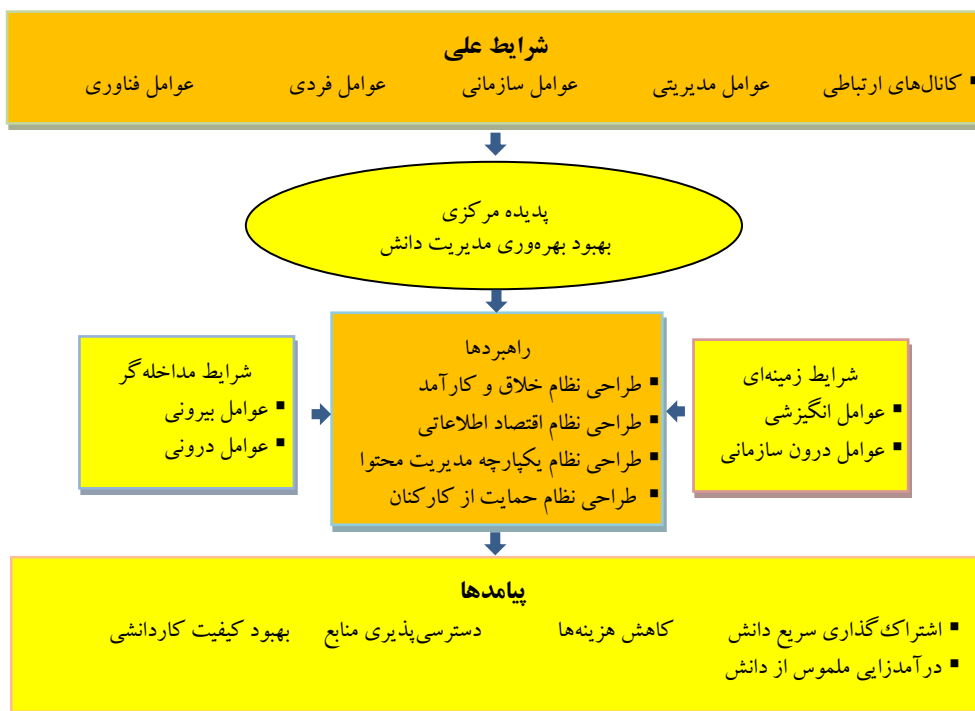 شرایط علی
▪ کانال‌های ارتباطی عوامل مدیریتی عوامل سازمانی عوامل فردی عوامل فناوری
پدیده مرکزی
بهبود بهره‌وری مدیریت دانش
راهبردها
▪ طراحی نظام خلاق و کارآمد
▪ طراحی نظام اقتصاد اطلاعاتی
▪ طراحی نظام یکپارچه مدیریت محتوا
▪ طراحی نظام حمایت از کارکنان
شرایط زمینه‌ای
▪ عوامل انگیزشی
▪ عوامل درون سازمانی
شرایط مداخله‌گر
▪ عوامل بیرونی
▪ عوامل درونی
پیامدها
▪ اشتراک‌گذاری سریع دانش کاهش هزینه‌ها دسترسی‌پذیری منابع بهبود کیفیت کاردانشی
▪ درآمدزایی ملموس از دانش